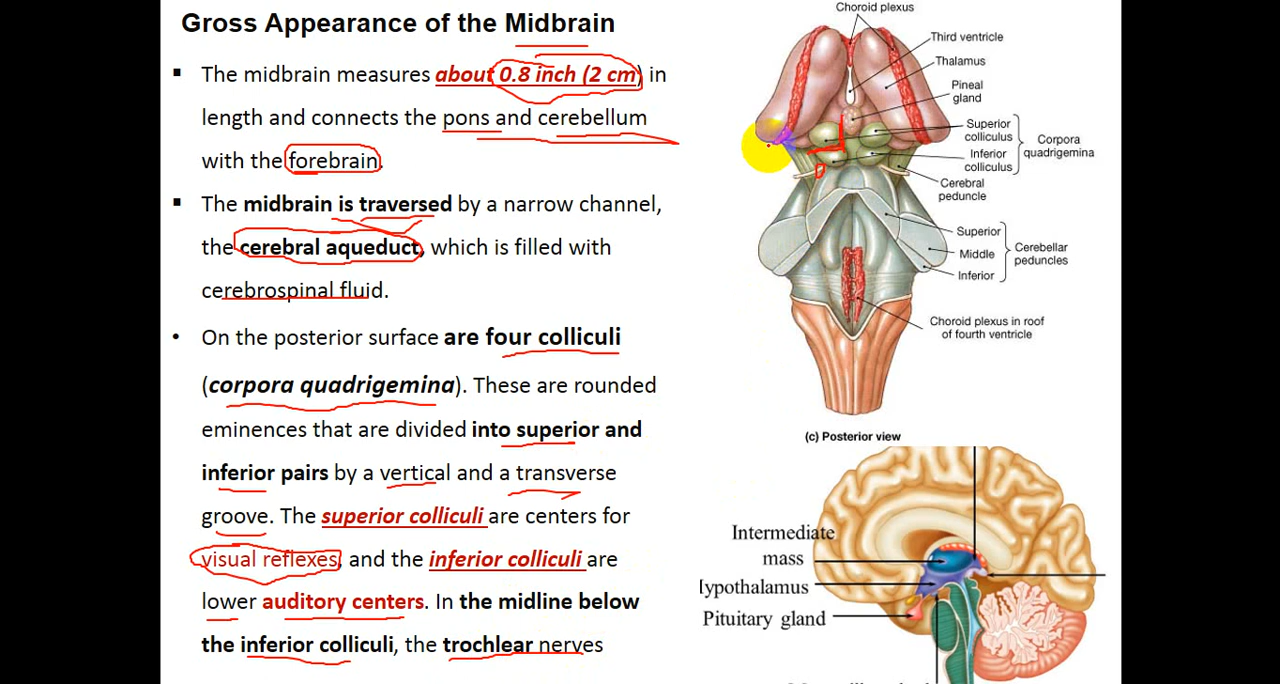 Gross Appearance of the Midbrain
▪ The midbrain measures about 0.8 inch (2 cm) in
length and connects the pons and cerebellum
with the forebrain.
▪ The midbrain is traversed by a narrow channel,
the cerebral aqueduct, which is filled with
cerebrospinal fluid.
• On the posterior surface are four colliculi
(corpora quadrigemina). These are rounded
eminences that are divided into superior and
inferior pairs by a vertical and a transverse
groove. The superior colliculi are centers for
visual reflexes, and the inferior colliculi are
lower auditory centers. In the midline below
the inferior colliculi, the trochlear nerves
Choroid plexus
Third ventricle
Thalamus
Pineal
gland
Superior
colliculus
Inferior
colliculus
Corpora
quadrigemina
Cerebral
peduncle
Superior
Middle
Inferior
Cerebellar
peduncles
Choroid plexus in roof
of fourth ventricle
(c) Posterior view
Intermediate
mass
Hypothalamus
Pituitary gland